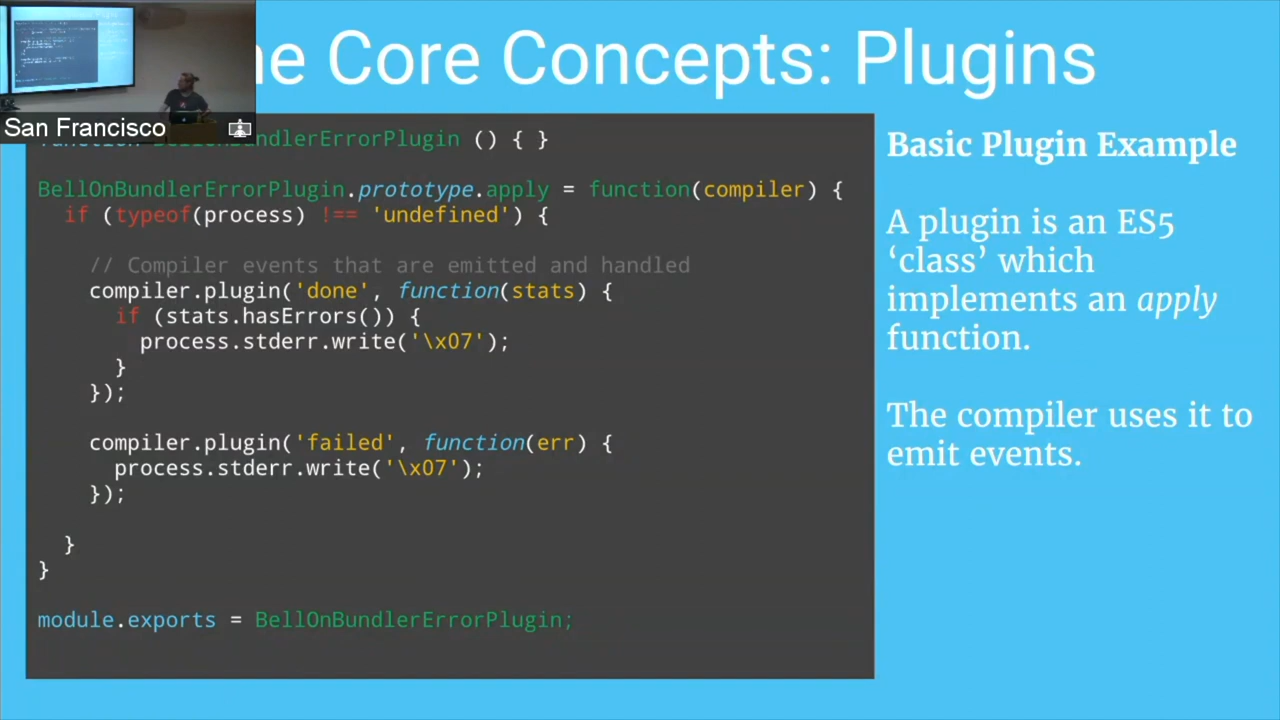 ne Core Concepts: Plugins
San Francisco
BellOnBundlerErrorPlugin () { }
BellOnBundlerErrorPlugin.prototype.apply = function(compiler) {
if (typeof(process) !== 'undefined') {
// Compiler events that are emitted and handled
compiler.plugin('done', function(stats) {
if (stats.hasErrors()) {
process.stderr.write('\x07');
}
});
compiler.plugin('failed', function(err) {
process.stderr.write('\x07');
});
}
}
module.exports = BellOnBundlerErrorPlugin;
Basic Plugin Example
A plugin is an ES5
‘class’ which
implements an apply
function.
The compiler uses it to
emit events.